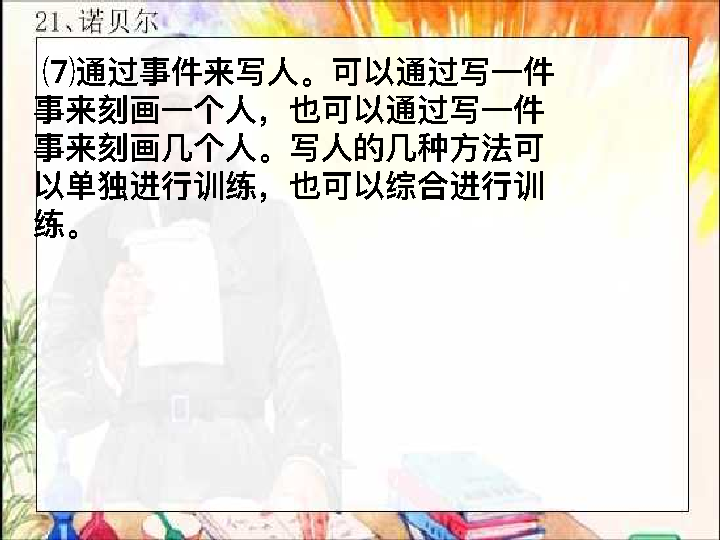 21、诺贝尔
(7)通过事件来写人。可以通过写一件
事来刻画一个人，也可以通过写一件
事来刻画几个人。写人的几种方法可
以单独进行训练，也可以综合进行训
练。